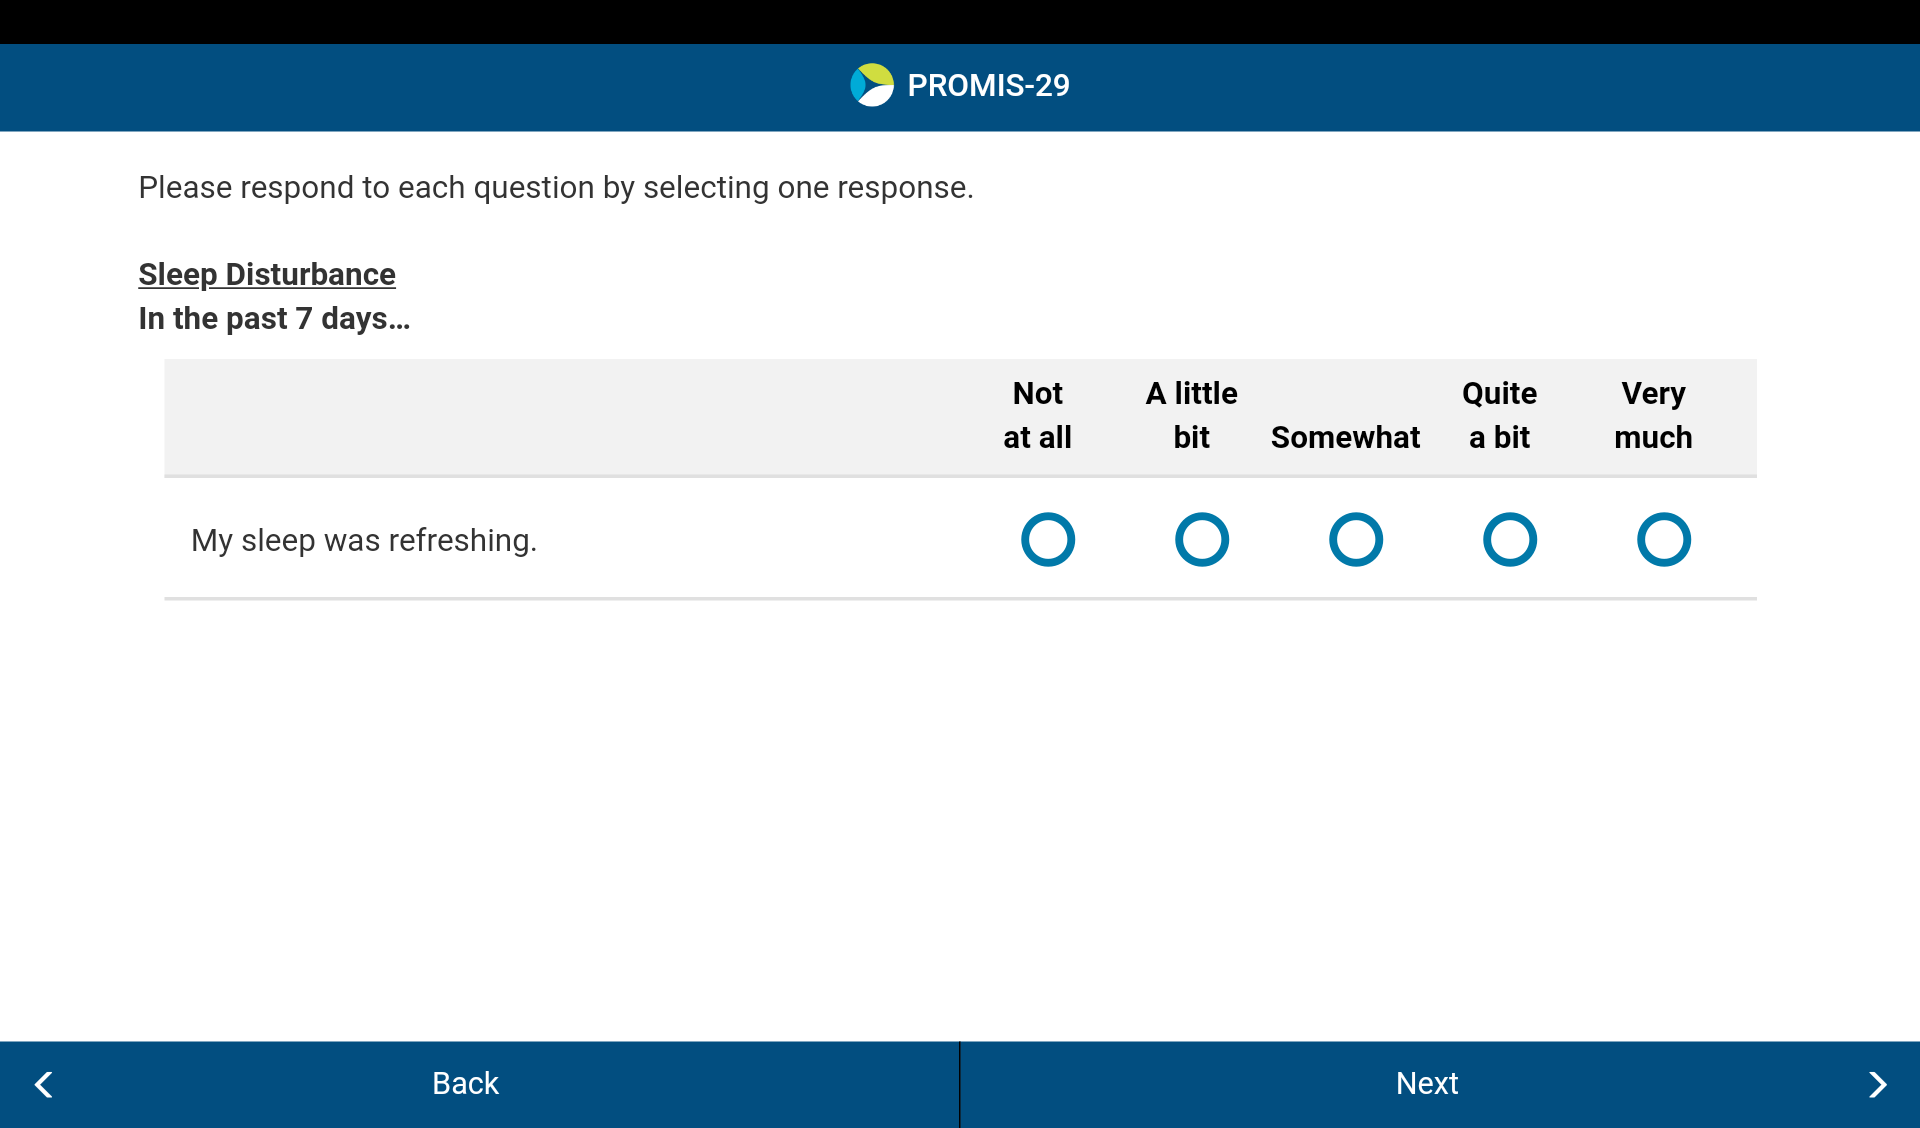 PROMIS-29
Please respond to each question by selecting one response.
Sleep Disturbance
In the past 7 days...
Not at all
A little bit
Somewhat
Quite a bit
Very much
My sleep was refreshing.
Back
Next